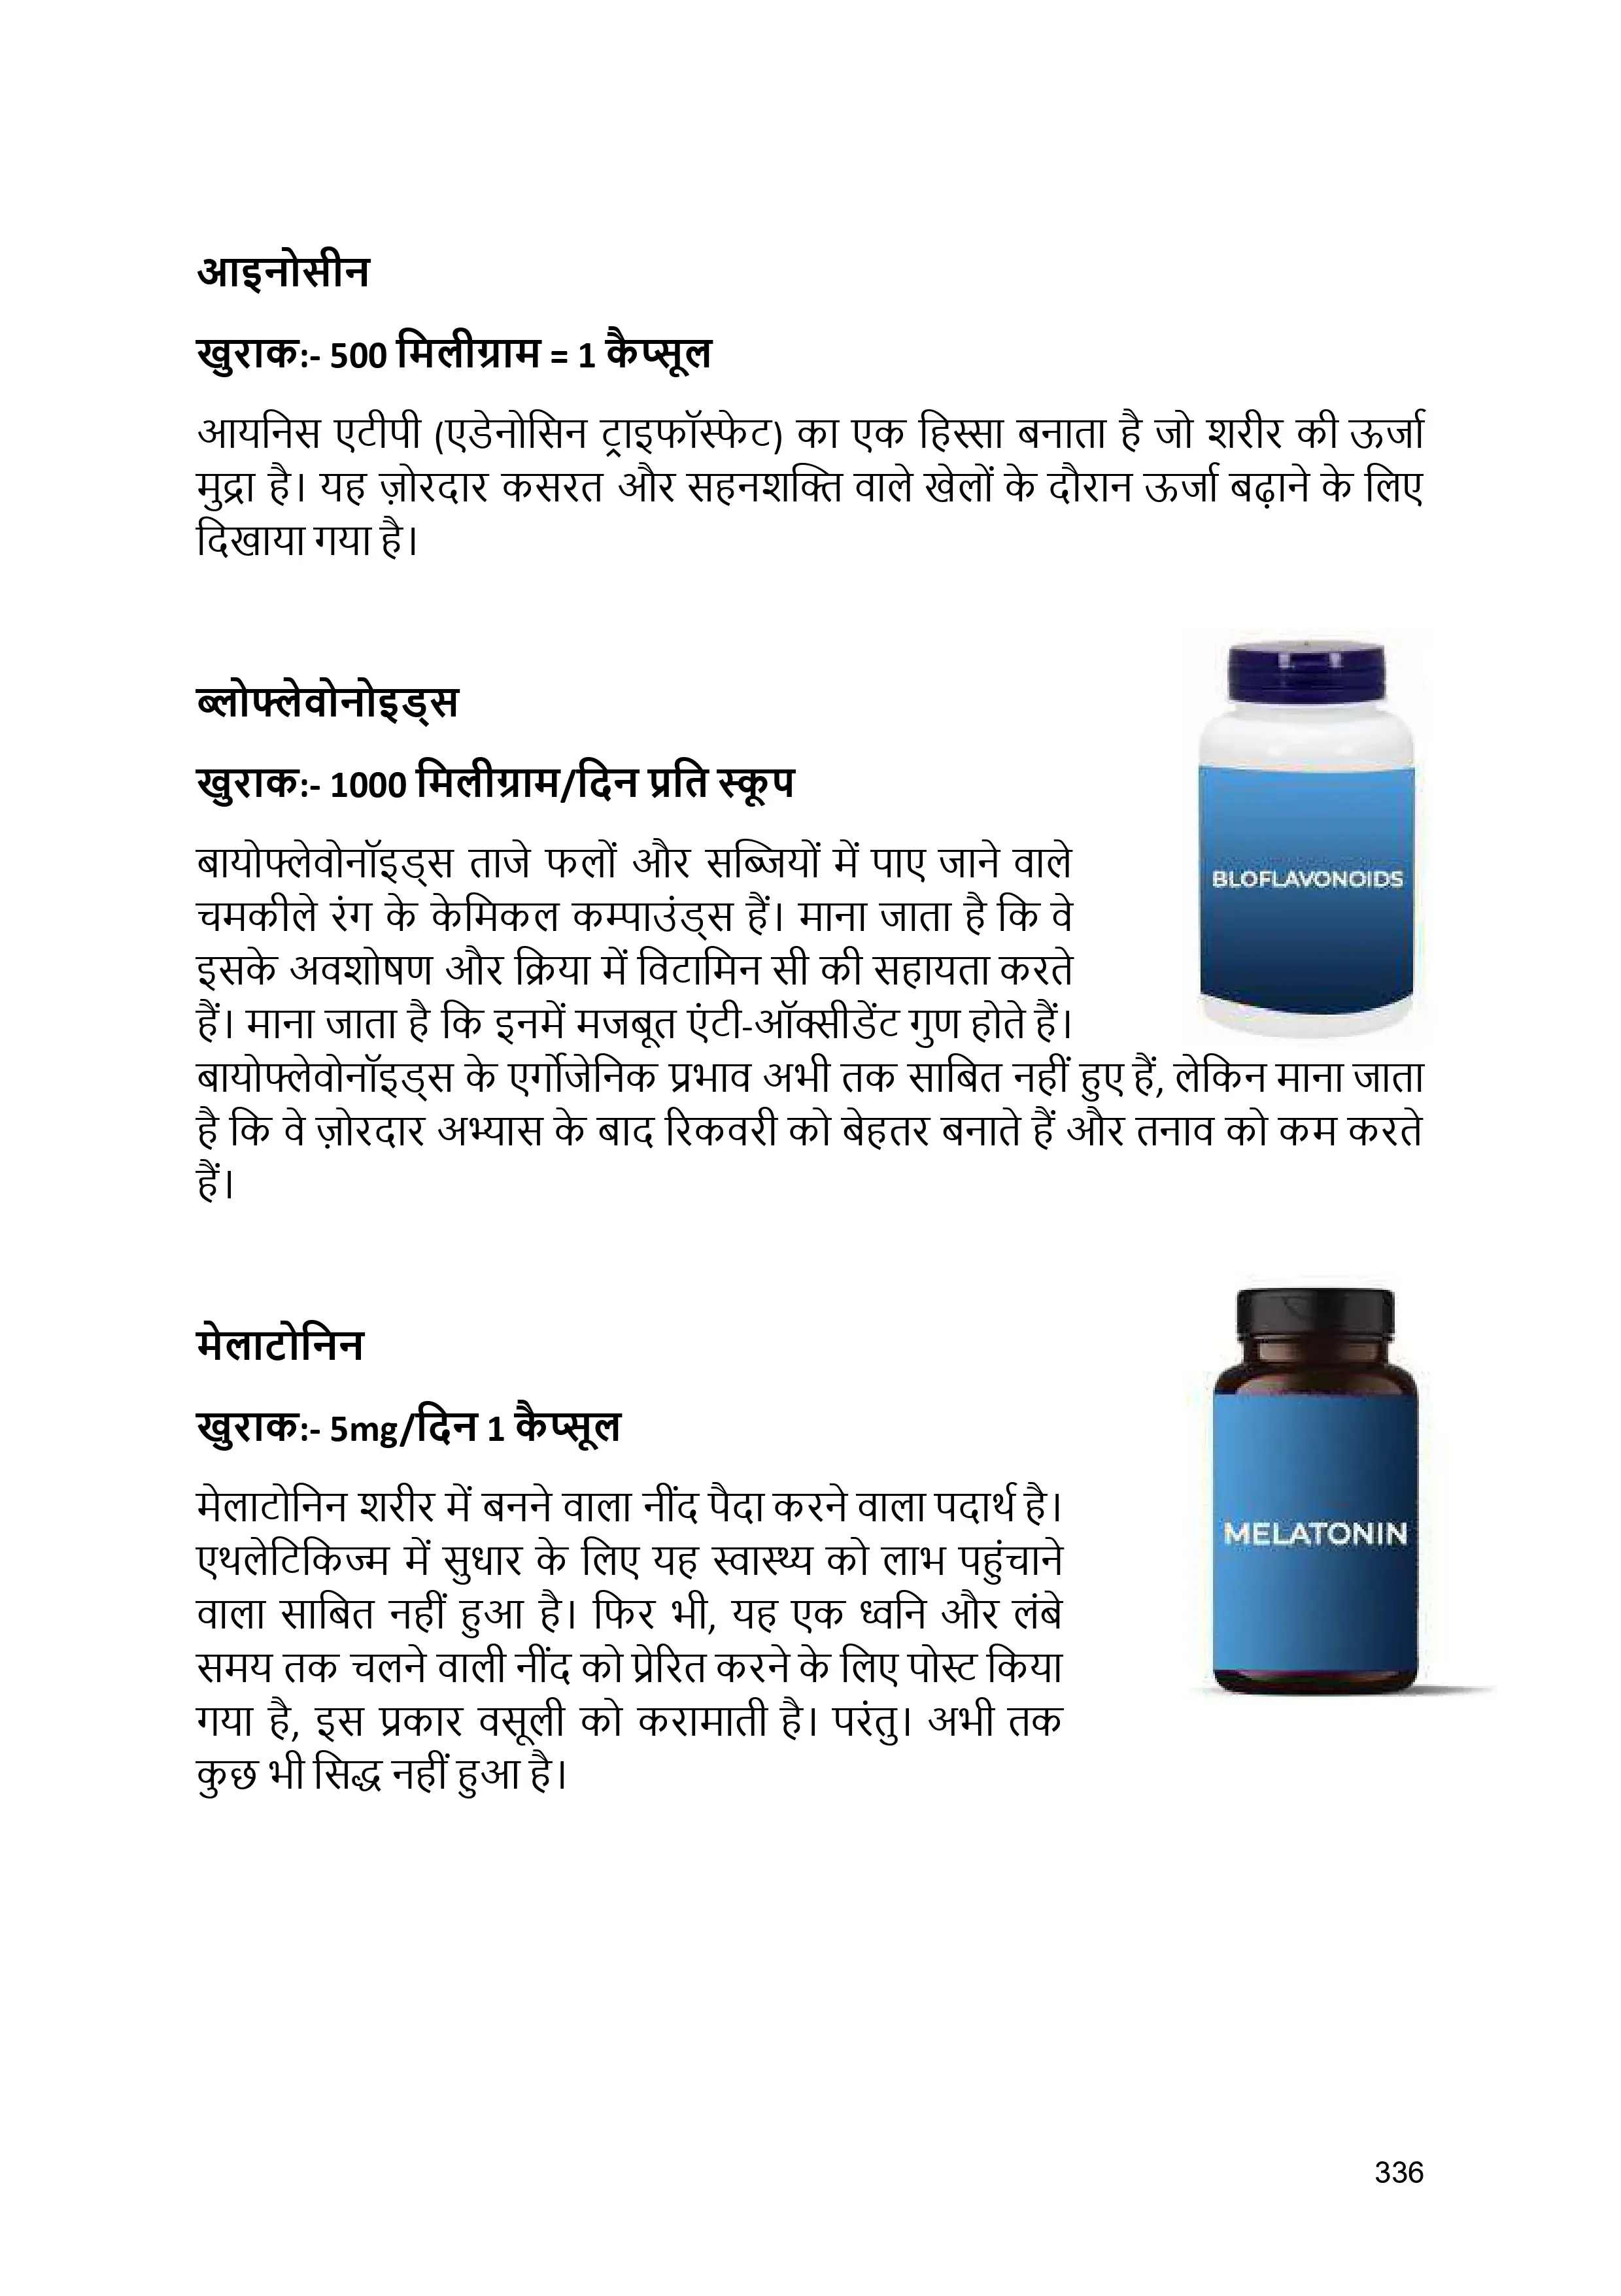 आइनोसीन
खुराकः- 500 मिलीग्राम = 1 कैप्सूल
आयनिस एटीपी (एडेनोसिन ट्राइफॉस्फेट) का एक हिस्सा बनाता है जो शरीर की ऊर्जा
मुद्रा है। यह ज़ोरदार कसरत और सहनशक्ति वाले खेलों के दौरान ऊर्जा बढ़ाने के लिए
दिखाया गया है।
ब्लोफ्लेवोनोइड्स
खुराकः- 1000 मिलीग्राम/दिन प्रति स्कूप
बायोफ्लेवोनॉइड्स ताजे फलों और सब्जियों में पाए जाने वाले
चमकीले रंग के केमिकल कम्पाउंड्स हैं। माना जाता है कि वे
इसके अवशोषण और क्रिया में विटामिन सी की सहायता करते
हैं। माना जाता है कि इनमें मजबूत एंटी-ऑक्सीडेंट गुण होते हैं।
बायोफ्लेवोनॉइड्स के एर्गोजेनिक प्रभाव अभी तक साबित नहीं हुए हैं, लेकिन माना जाता
है कि वे ज़ोरदार अभ्यास के बाद रिकवरी को बेहतर बनाते हैं और तनाव को कम करते
हैं।
BLOFLAVONOIDS
मेलाटोनिन
खुराकः- 5mg/दिन 1 कैप्सूल
मेलाटोनिन शरीर में बनने वाला नींद पैदा करने वाला पदार्थ है।
एथलेटिकिज्म में सुधार के लिए यह स्वास्थ्य को लाभ पहुंचाने
वाला साबित नहीं हुआ है। फिर भी, यह एक ध्वनि और लंबे
समय तक चलने वाली नींद को प्रेरित करने के लिए पोस्ट किया
गया है, इस प्रकार वसूली को करामाती है। परंतु। अभी तक
कुछ भी सिद्ध नहीं हुआ है।
MELATONIN
336